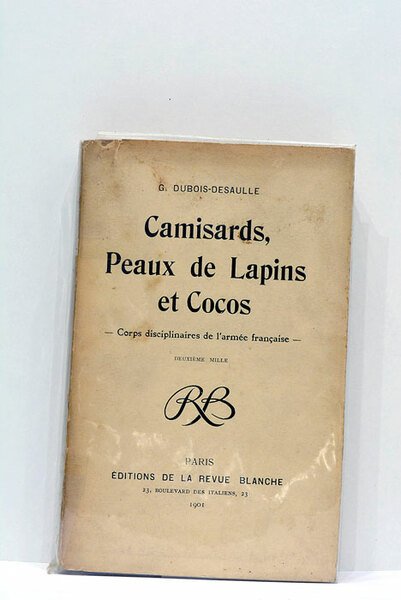 G. DUBOIS-DESAULLE
Camisards,
Peaux de Lapins
et Cocos
— Corps disciplinaires de l'armée française —
DEUXIÈME MILLE
RB
PARIS
ÉDITIONS DE LA REVUE BLANCHE
23, BOULEVARD DES ITALIENS, 23
1901